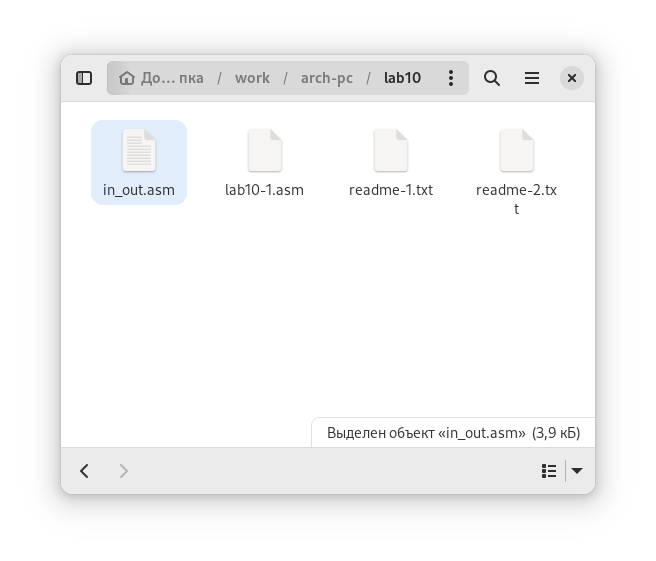 До… пка / work / arch-pc / lab10
in_out.asm
lab10-1.asm
readme-1.txt
readme-2.tx
t
Выделен объект «in_out.asm» (3,9 кБ)